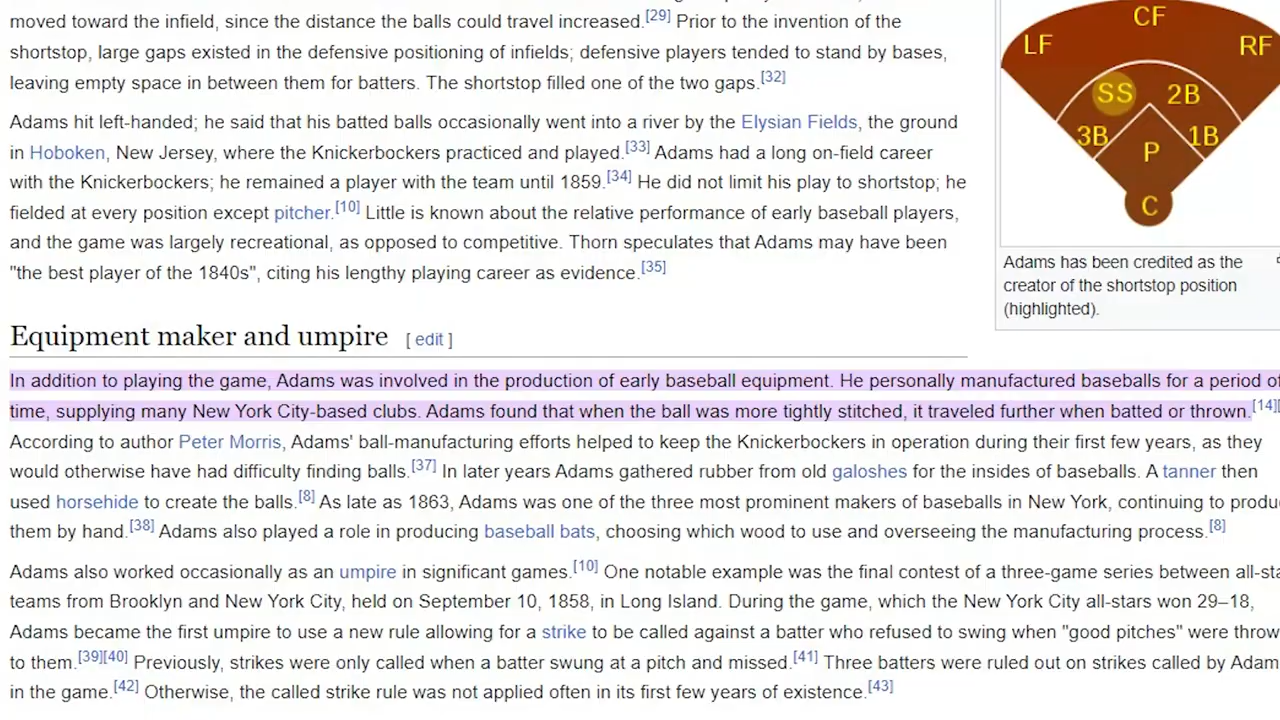 moved toward the infield, since the distance the balls could travel increased.[29] Prior to the invention of the
shortstop, large gaps existed in the defensive positioning of infields; defensive players tended to stand by bases,
leaving empty space in between them for batters. The shortstop filled one of the two gaps.[32]
Adams hit left-handed; he said that his batted balls occasionally went into a river by the Elysian Fields, the ground
in Hoboken, New Jersey, where the Knickerbockers practiced and played.[33] Adams had a long on-field career
with the Knickerbockers; he remained a player with the team until 1859.[34] He did not limit his play to shortstop; he
fielded at every position except pitcher.[10] Little is known about the relative performance of early baseball players,
and the game was largely recreational, as opposed to competitive. Thorn speculates that Adams may have been
"the best player of the 1840s", citing his lengthy playing career as evidence.[35]
CF
LF
RF
SS
2B
3B
1B
P
C
Adams has been credited as the
creator of the shortstop position
(highlighted).
Equipment maker and umpire [ edit ]
In addition to playing the game, Adams was involved in the production of early baseball equipment. He personally manufactured baseballs for a period of
time, supplying many New York City-based clubs. Adams found that when the ball was more tightly stitched, it traveled further when batted or thrown.[14][
According to author Peter Morris, Adams' ball-manufacturing efforts helped to keep the Knickerbockers in operation during their first few years, as they
would otherwise have had difficulty finding balls.[37] In later years Adams gathered rubber from old galoshes for the insides of baseballs. A tanner then
used horsehide to create the balls.[8] As late as 1863, Adams was one of the three most prominent makers of baseballs in New York, continuing to produ
them by hand.[38] Adams also played a role in producing baseball bats, choosing which wood to use and overseeing the manufacturing process.[8]
Adams also worked occasionally as an umpire in significant games.[10] One notable example was the final contest of a three-game series between all-sta
teams from Brooklyn and New York City, held on September 10, 1858, in Long Island. During the game, which the New York City all-stars won 29–18,
Adams became the first umpire to use a new rule allowing for a strike to be called against a batter who refused to swing when "good pitches" were throw
to them.[39][40] Previously, strikes were only called when a batter swung at a pitch and missed.[41] Three batters were ruled out on strikes called by Adam
in the game.[42] Otherwise, the called strike rule was not applied often in its first few years of existence.[43]